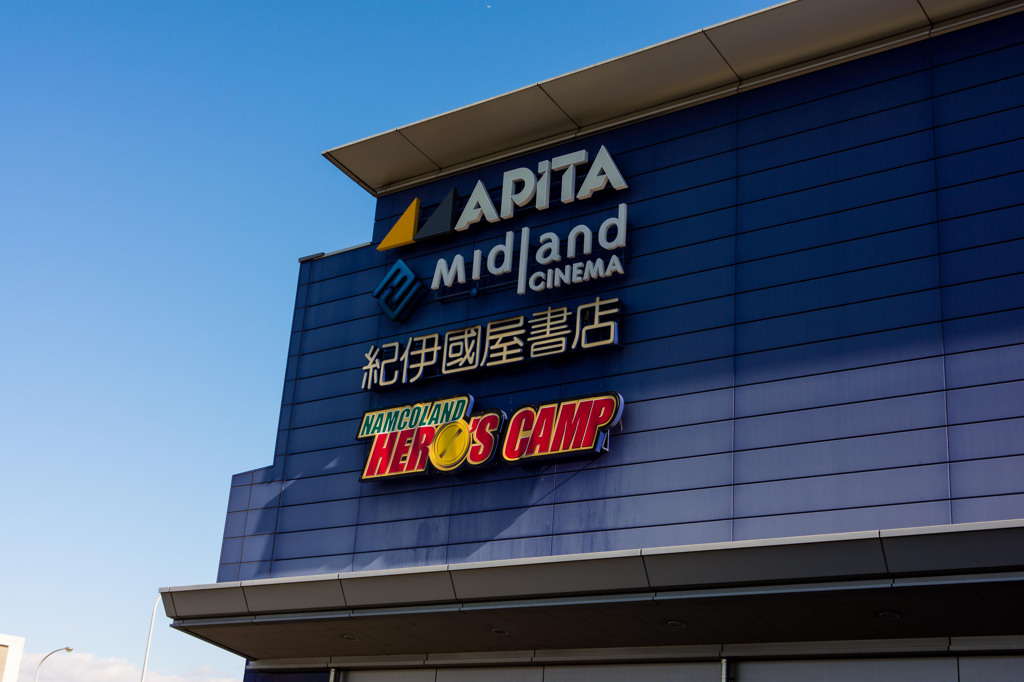 APiTA
Midland
CINEMA
紀伊國屋書店
NAMCOLAND
HERO'S CAMP